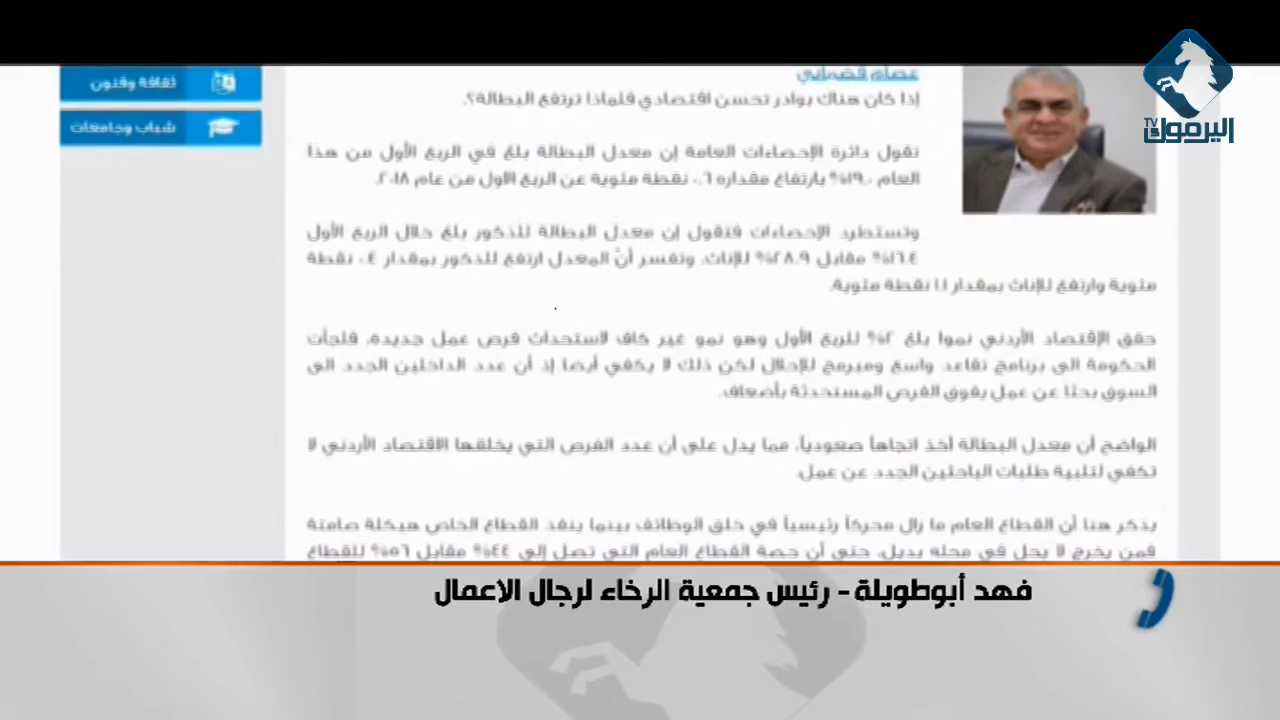 اليرموك
TV
ثقافة وفنون
شباب وجامعات
عصام قضماني
إذا كان هناك بوادر تحسن اقتصادي فلماذا ترتفع البطالة؟.
تقول دائرة الإحصاءات العامة إن معدل البطالة بلغ في الربع الأول من هذا
العام ١٩,٠% بارتفاع مقداره ٠,٦ نقطة مئوية عن الربع الاول من عام ٢٠١٨.
وتستطرد الإحصاءات فتقول إن معدل البطالة للذكور بلغ خلال الربع الأول
١٦,٤% مقابل ٢٨,٩% للإناث، وتفسر أنّ المعدل ارتفع للذكور بمقدار ٠,٤ نقطة
مئوية وارتفع للإناث بمقدار ١,١ نقطة مئوية.
حقق الإقتصاد الأردني نموا بلغ ٢% للربع الأول وهو نمو غير كاف لاستحداث فرص عمل جديدة، فلجأت
الحكومة الى برنامج تقاعد واسع ومبرمج للإحلال لكن ذلك لا يكفي أيضا إذ أن عدد الداخلين الجدد الى
السوق بحثا عن عمل يفوق الفرص المستحدثة بأضعاف.
الواضح أن معدل البطالة أخذ اتجاهاً صعودياً، مما يدل على أن عدد الفرص التي يخلقها الاقتصاد الأردني لا
تكفي لتلبية طلبات الباحثين الجدد عن عمل.
يذكر هنا أن القطاع العام ما زال محركاً رئيسياً في خلق الوظائف بينما ينفذ القطاع الخاص هيكلة صامتة
فمن يخرج لا يحل في محله بديل، حتى أن حصة القطاع العام التي تصل إلى ٤٤% مقابل ٥٦% للقطاع
فهد أبوطويلة - رئيس جمعية الرخاء لرجال الاعمال